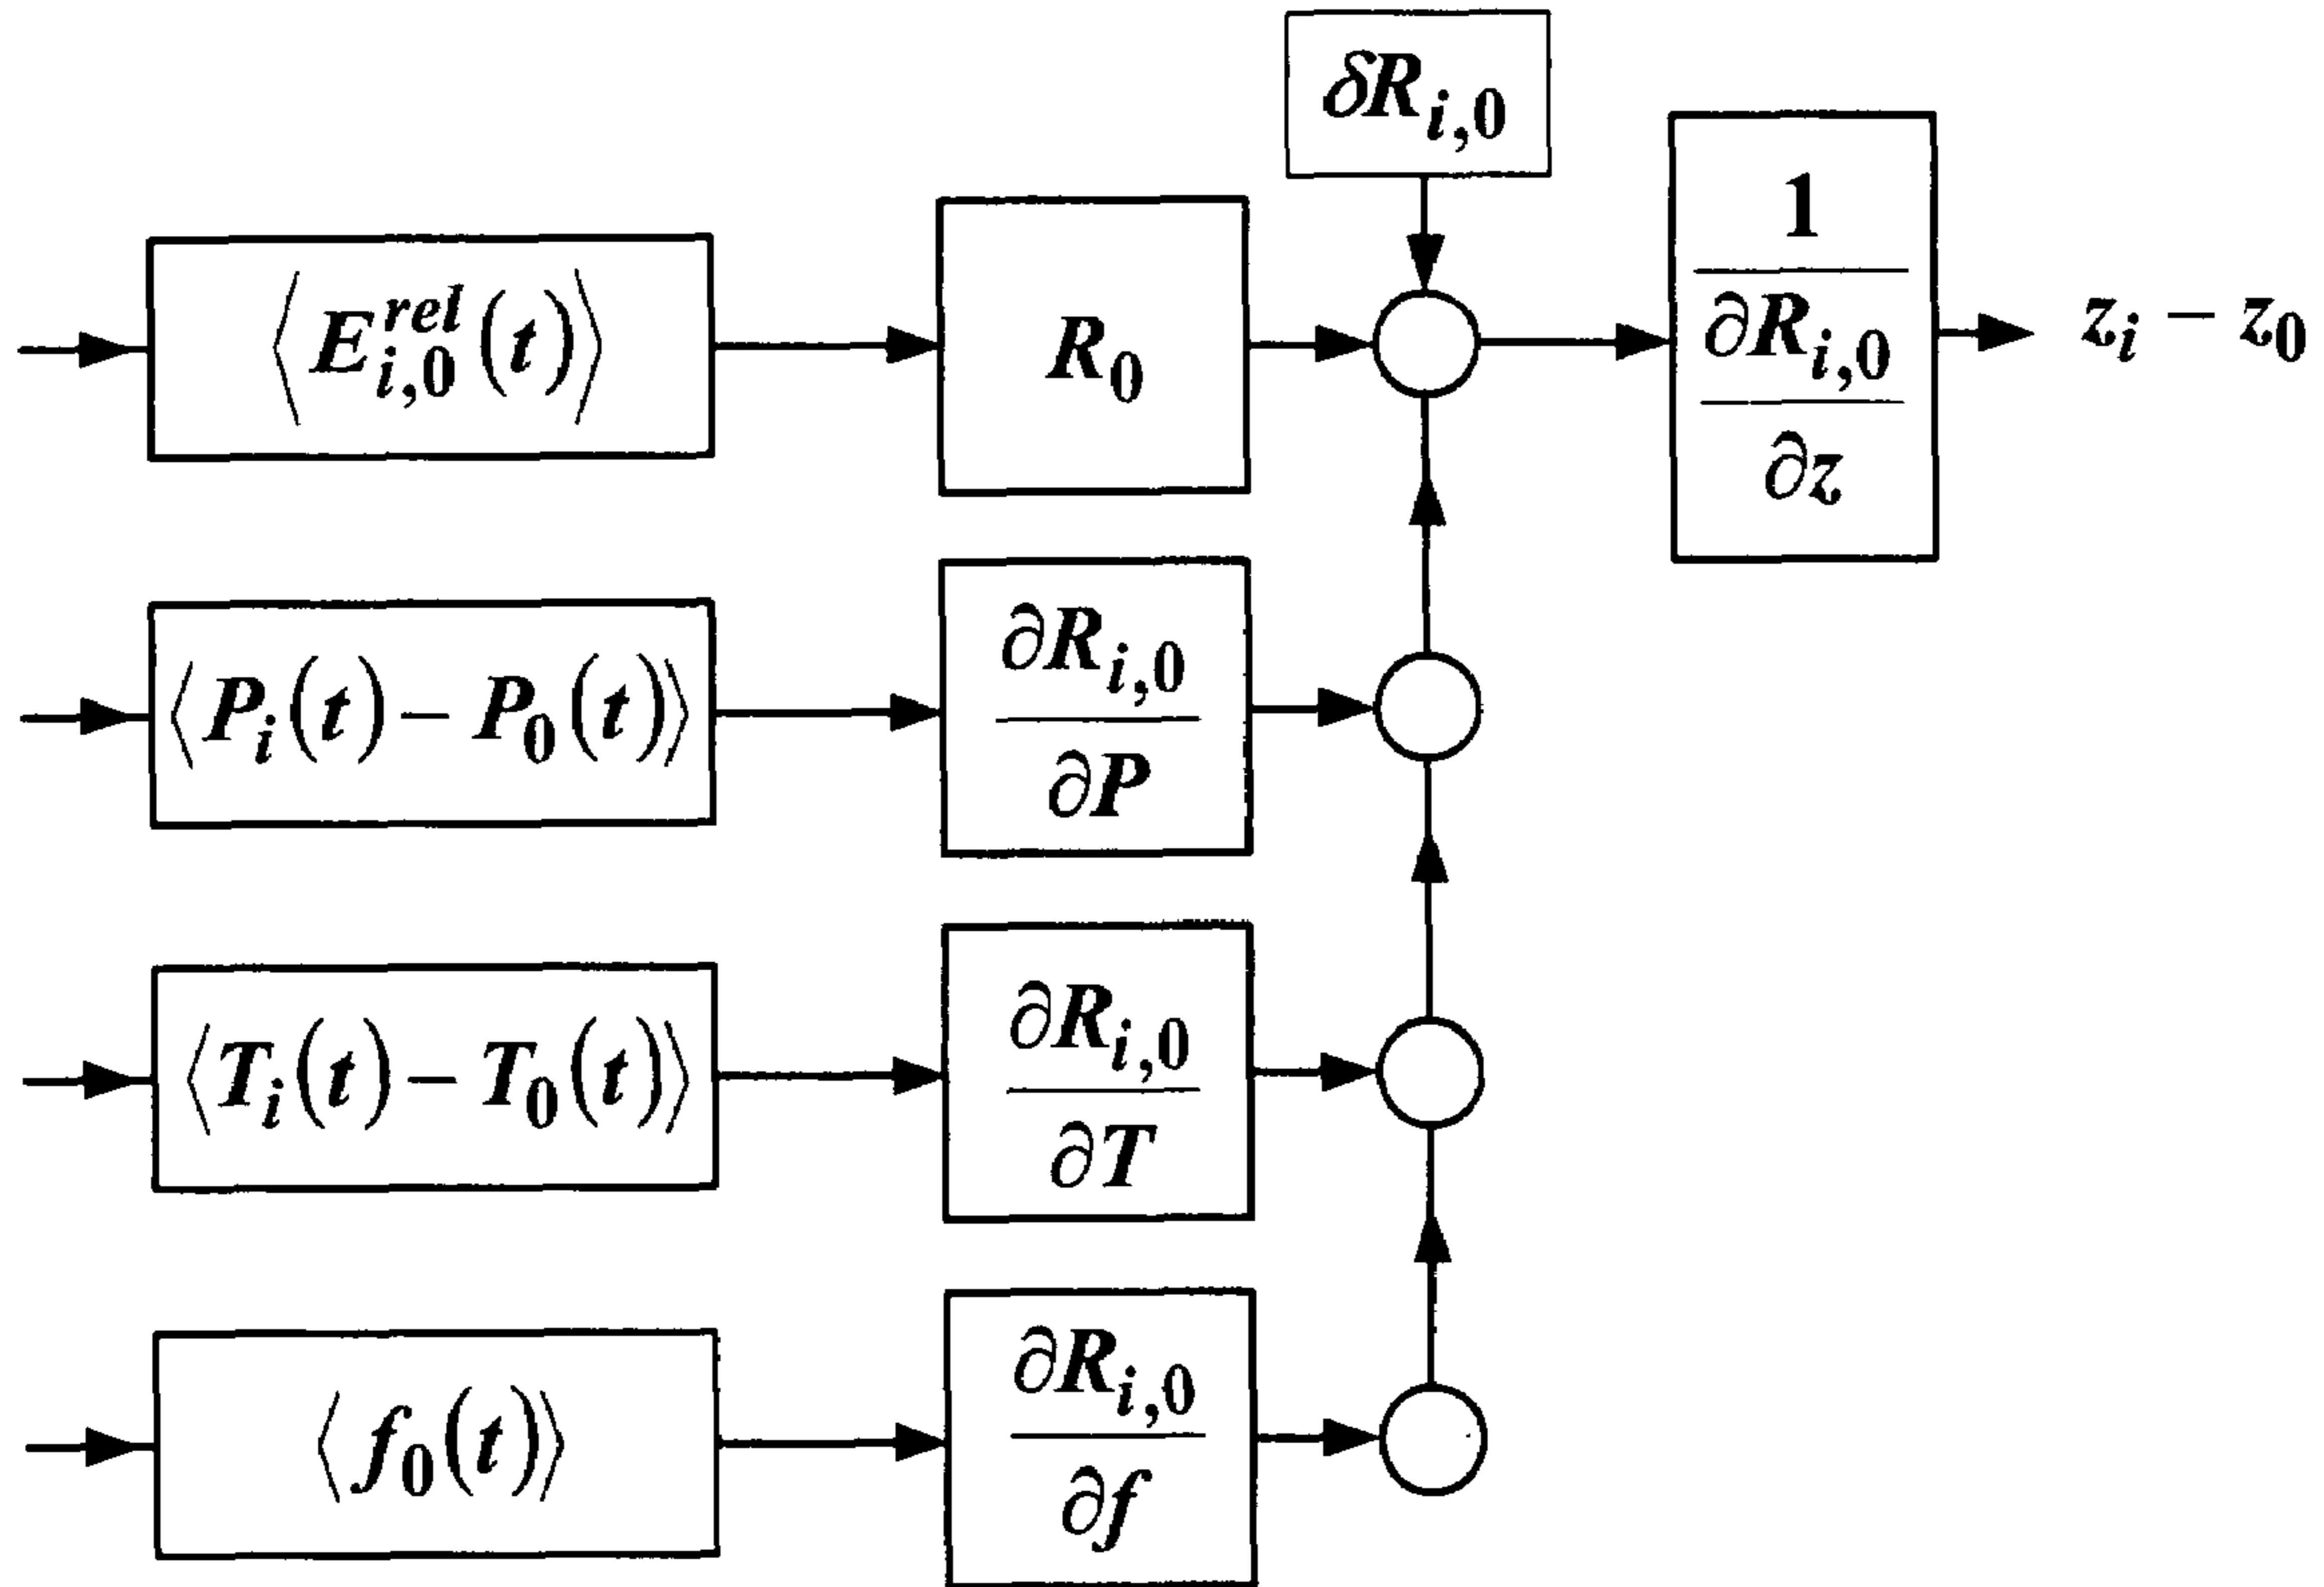 δR_{i,0}
⟨E_{i,0}^{rel}(t)⟩
R_0
1
∂R_{i,0}
∂z
z_i − z_0
⟨P_i(t) − P_0(t)⟩
∂R_{i,0}
∂P
⟨T_i(t) − T_0(t)⟩
∂R_{i,0}
∂T
⟨f_0(t)⟩
∂R_{i,0}
∂f